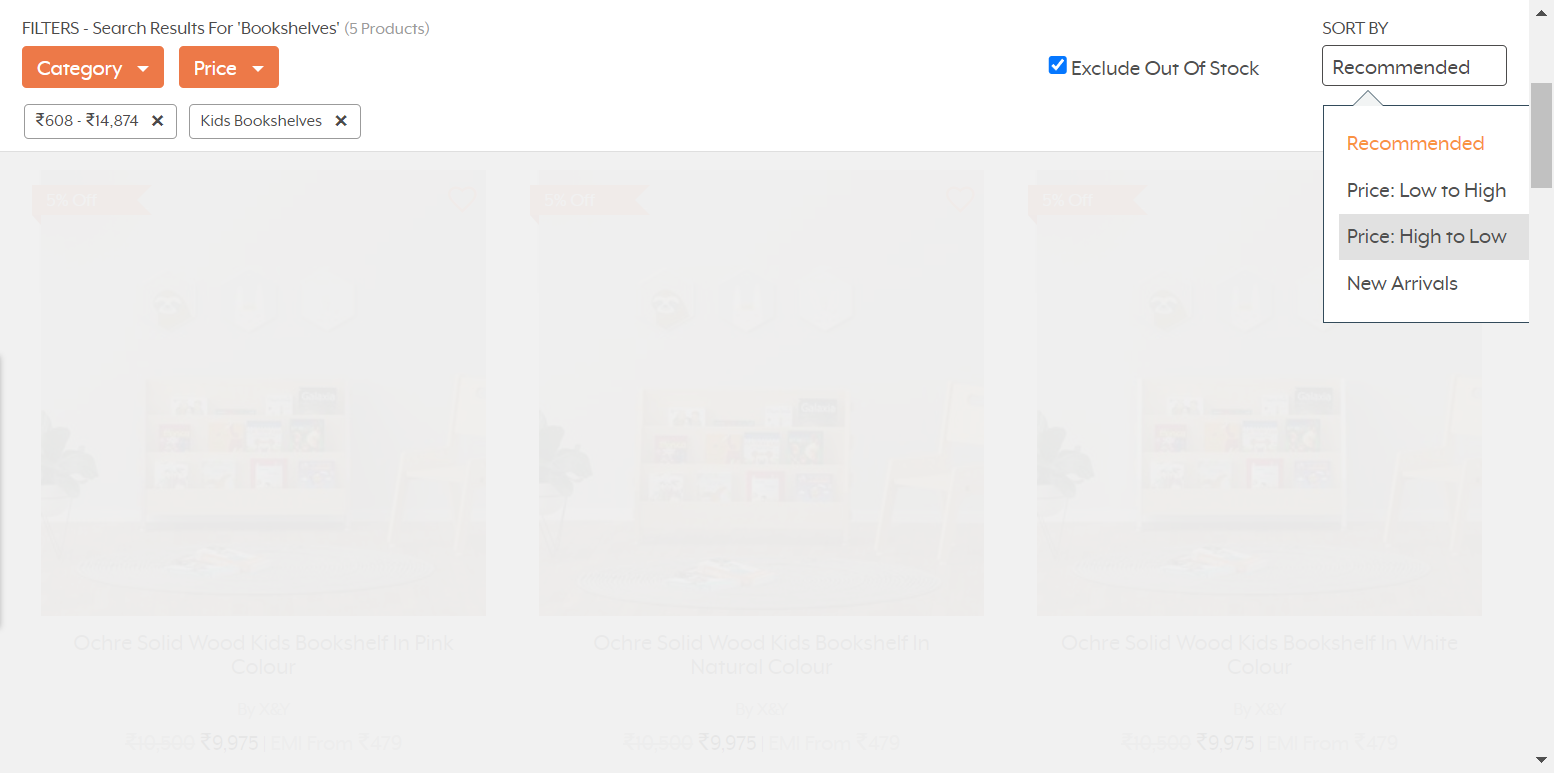 FILTERS - Search Results For 'Bookshelves' (5 Products)
SORT BY
Category
Price
Exclude Out Of Stock
Recommended
₹608 - ₹14,874 ✕
Kids Bookshelves ✕
Recommended
Price: Low to High
Price: High to Low
New Arrivals
5% Off
5% Off
5% Off
Ochre Solid Wood Kids Bookshelf In Pink
Colour
By X&Y
₹10,500 ₹9,975 | EMI From ₹479
Ochre Solid Wood Kids Bookshelf In
Natural Colour
By X&Y
₹10,500 ₹9,975 | EMI From ₹479
Ochre Solid Wood Kids Bookshelf In White
Colour
By X&Y
₹10,500 ₹9,975 | EMI From ₹479